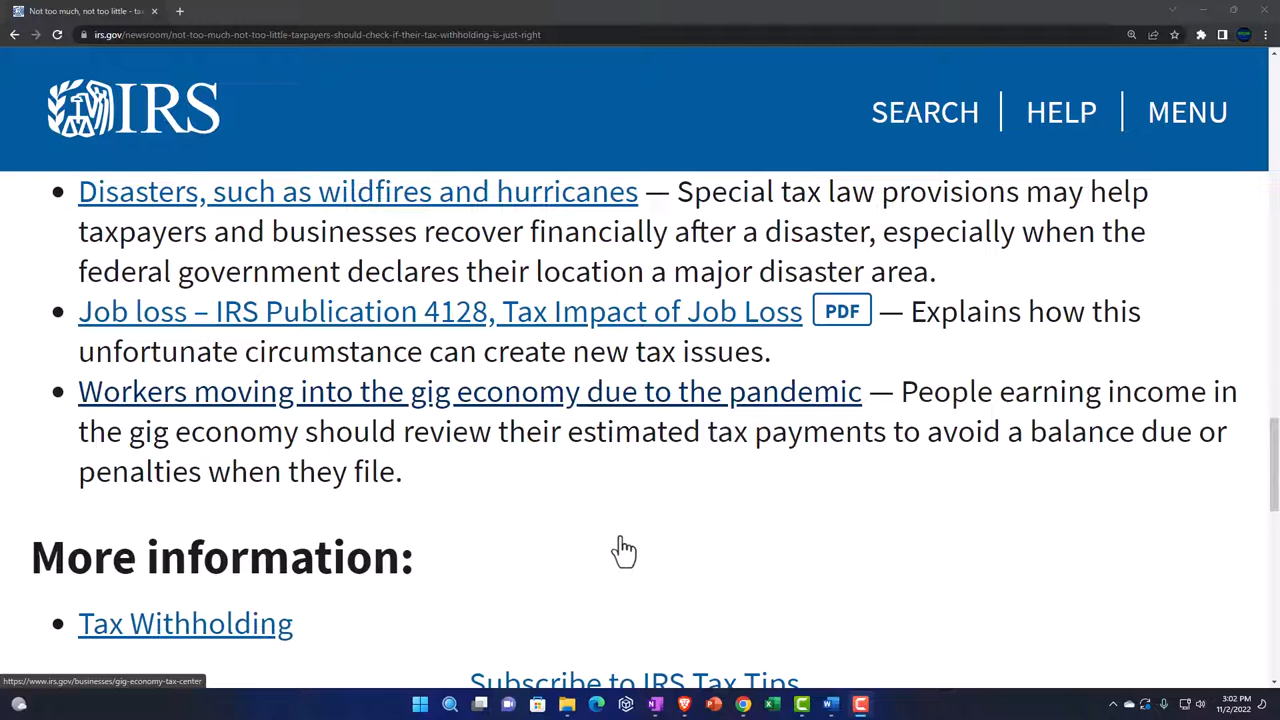 Not too much, not too little - ta
irs.gov/newsroom/not-too-much-not-too-little-taxpayers-should-check-if-their-tax-withholding-is-just-right
IRS
SEARCH
HELP
MENU
• Disasters, such as wildfires and hurricanes — Special tax law provisions may help
taxpayers and businesses recover financially after a disaster, especially when the
federal government declares their location a major disaster area.
• Job loss – IRS Publication 4128, Tax Impact of Job Loss PDF — Explains how this
unfortunate circumstance can create new tax issues.
• Workers moving into the gig economy due to the pandemic — People earning income in
the gig economy should review their estimated tax payments to avoid a balance due or
penalties when they file.
More information:
• Tax Withholding
Subscribe to IRS Tax Tips
https://www.irs.gov/businesses/gig-economy-tax-center
3:02 PM
11/2/2022